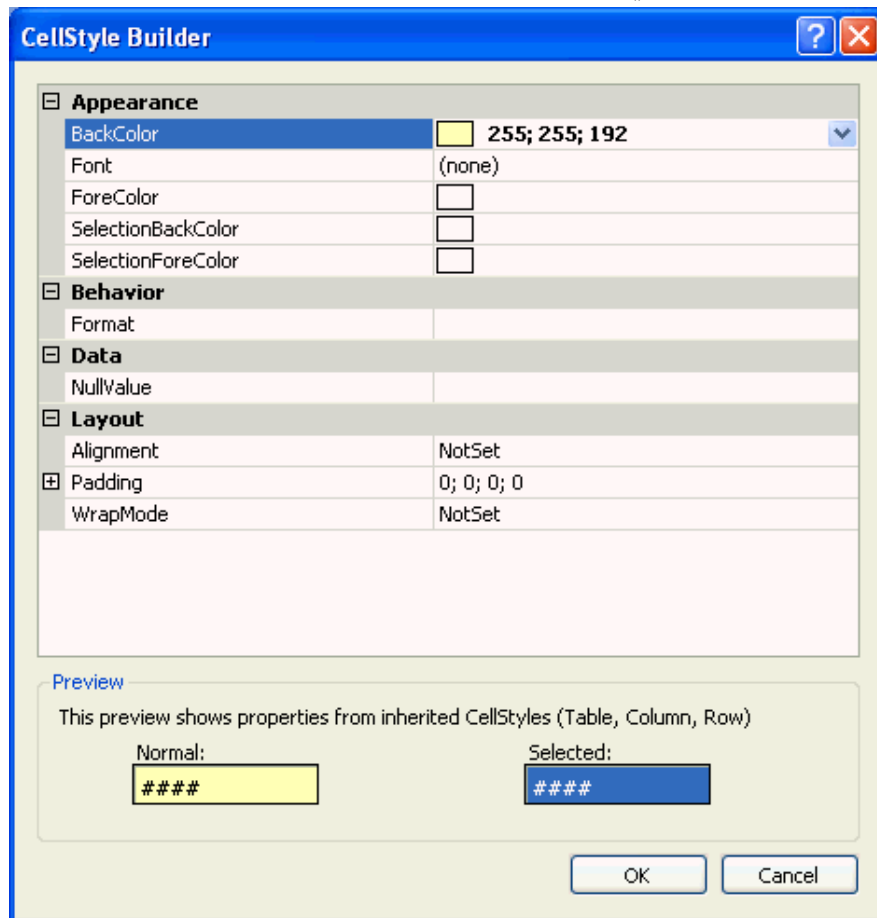 CellStyle Builder
Appearance
BackColor 255; 255; 192
Font (none)
ForeColor
SelectionBackColor
SelectionForeColor
Behavior
Format
Data
NullValue
Layout
Alignment NotSet
Padding 0; 0; 0; 0
WrapMode NotSet
Preview
This preview shows properties from inherited CellStyles (Table, Column, Row)
Normal: Selected:
#### ####
OK Cancel